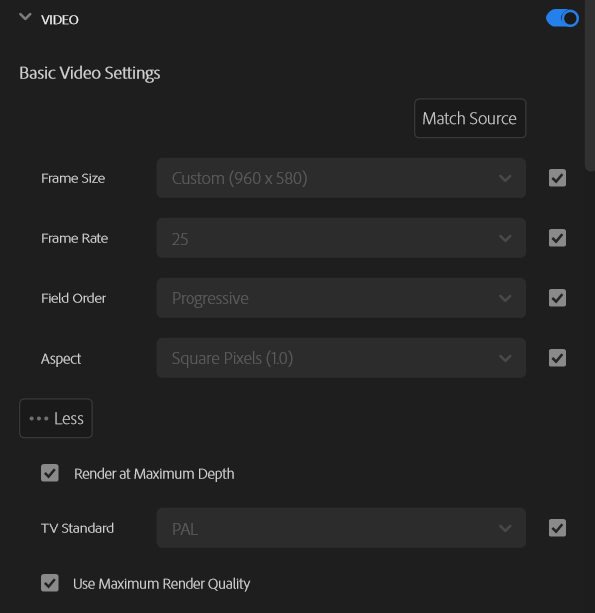 VIDEO
Basic Video Settings
Match Source
Frame Size Custom (960 x 580)
Frame Rate 25
Field Order Progressive
Aspect Square Pixels (1.0)
••• Less
Render at Maximum Depth
TV Standard PAL
Use Maximum Render Quality